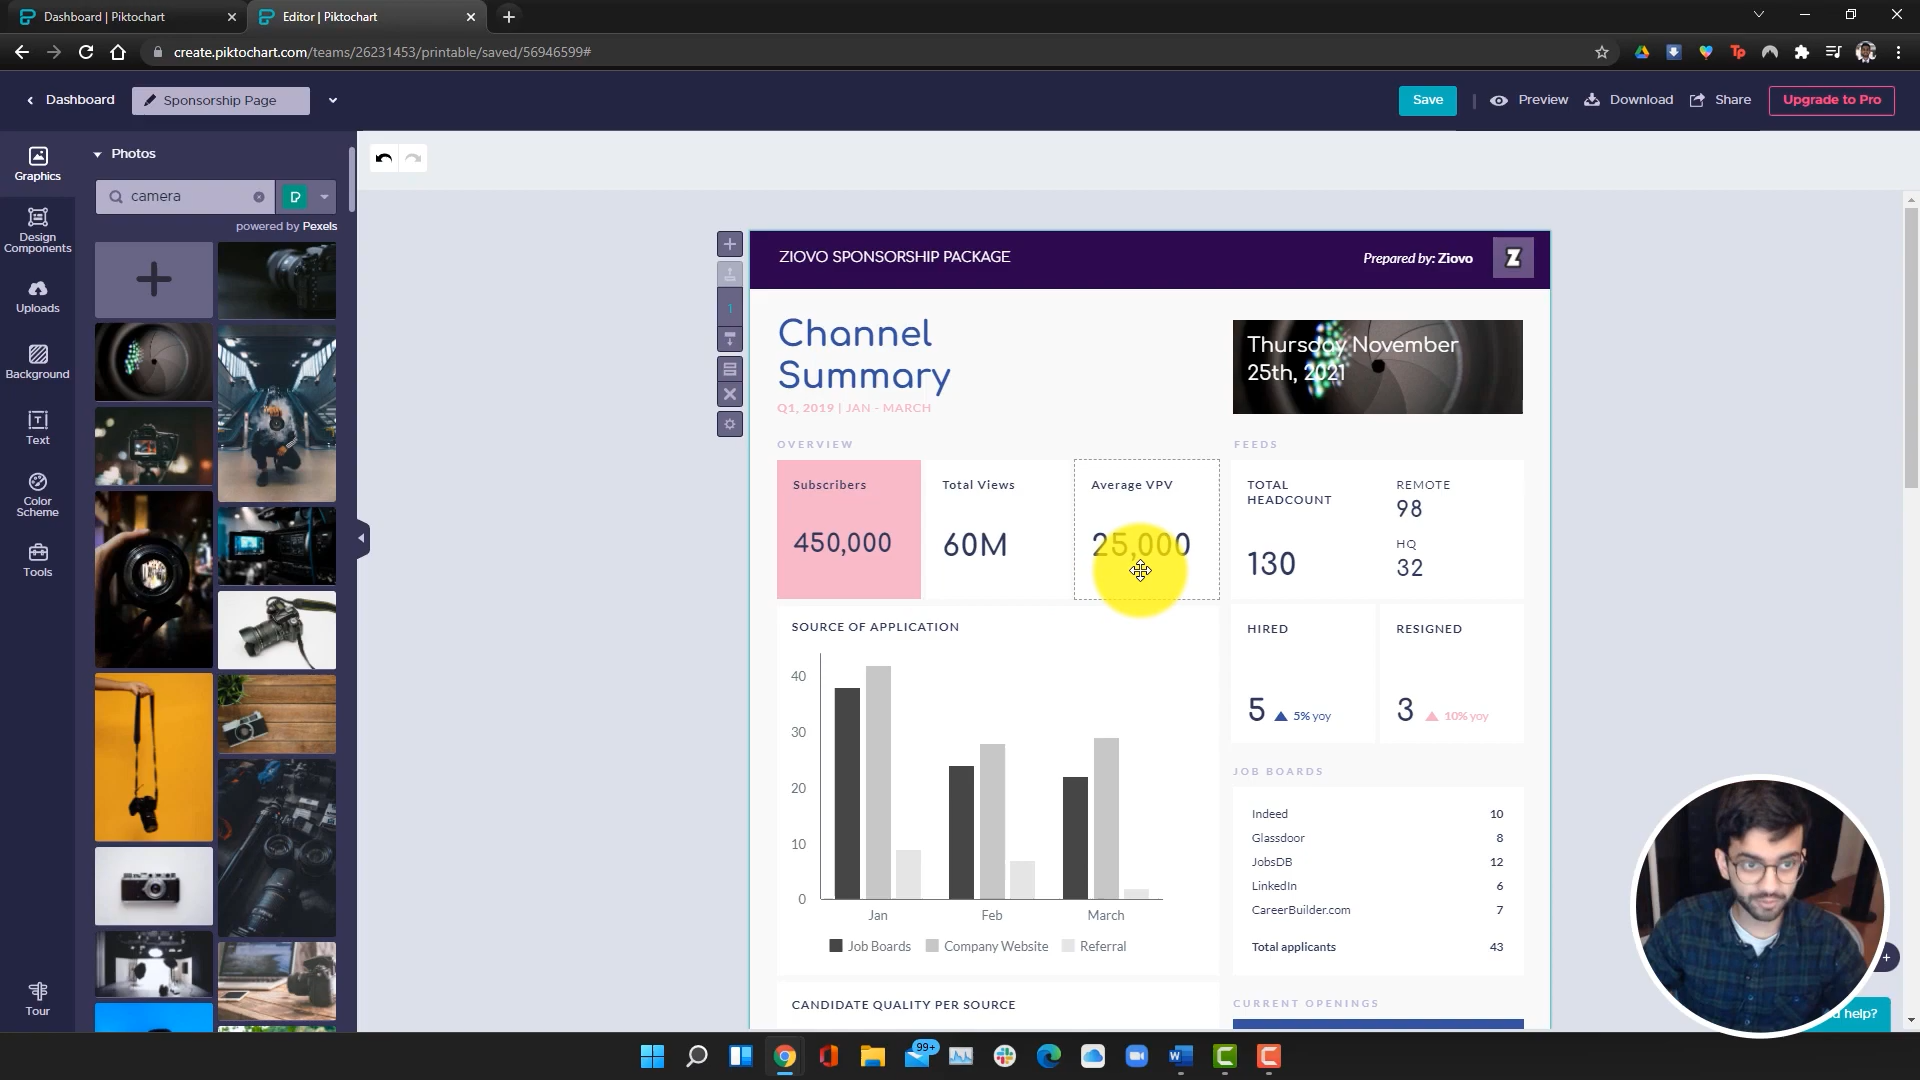 Dashboard | Piktochart
Editor | Piktochart
create.piktochart.com/teams/26231453/printable/saved/56946599#
Tp
Dashboard
Sponsorship Page
Save
Preview
Download
Share
Upgrade to Pro
Graphics
Design
Components
Uploads
Background
Text
Color
Scheme
Tools
Tour
Photos
camera
powered by Pexels
1
ZIOVO SPONSORSHIP PACKAGE
Prepared by: Ziovo
Z
Channel
Summary
Q1, 2019 | JAN - MARCH
Thursday November
25th, 2021
OVERVIEW
Subscribers
450,000
Total Views
60M
Average VPV
25,000
FEEDS
TOTAL
HEADCOUNT
130
REMOTE
98
HQ
32
SOURCE OF APPLICATION
40
30
20
10
0
Jan
Feb
March
Job Boards
Company Website
Referral
HIRED
5
5% yoy
RESIGNED
3
10% yoy
JOB BOARDS
Indeed 10
Glassdoor 8
JobsDB 12
LinkedIn 6
CareerBuilder.com 7
Total applicants 43
CANDIDATE QUALITY PER SOURCE
CURRENT OPENINGS
help?
99+